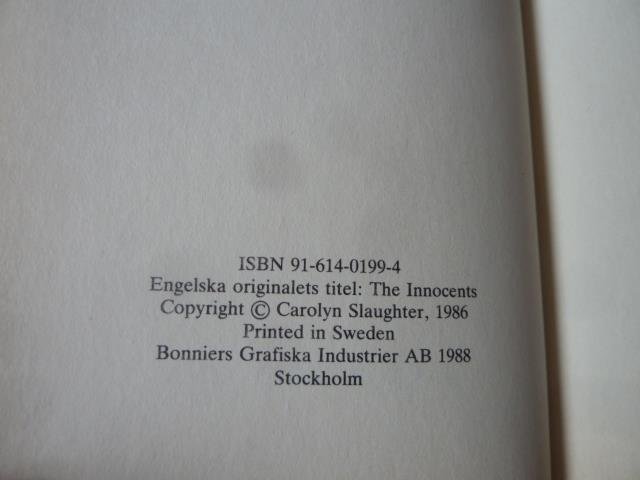 ISBN 91-614-0199-4
Engelska originalets titel: The Innocents
Copyright © Carolyn Slaughter, 1986
Printed in Sweden
Bonniers Grafiska Industrier AB 1988
Stockholm